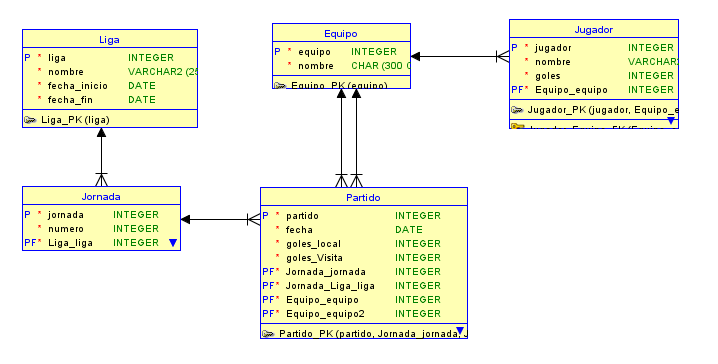 Liga
P * liga INTEGER
* nombre VARCHAR2 (25
* fecha_inicio DATE
* fecha_fin DATE
Liga_PK (liga)
Equipo
P * equipo INTEGER
* nombre CHAR (300
Equipo_PK (equipo)
Jugador
P * jugador INTEGER
* nombre VARCHAR
* goles INTEGER
PF* Equipo_equipo INTEGER
Jugador_PK (jugador, Equipo_e
Jornada
P * jornada INTEGER
* numero INTEGER
PF* Liga_liga INTEGER
Partido
P * partido INTEGER
* fecha DATE
* goles_local INTEGER
* goles_Visita INTEGER
PF* Jornada_jornada INTEGER
PF* Jornada_Liga_liga INTEGER
PF* Equipo_equipo INTEGER
PF* Equipo_equipo2 INTEGER
Partido_PK (partido, Jornada_jornada,